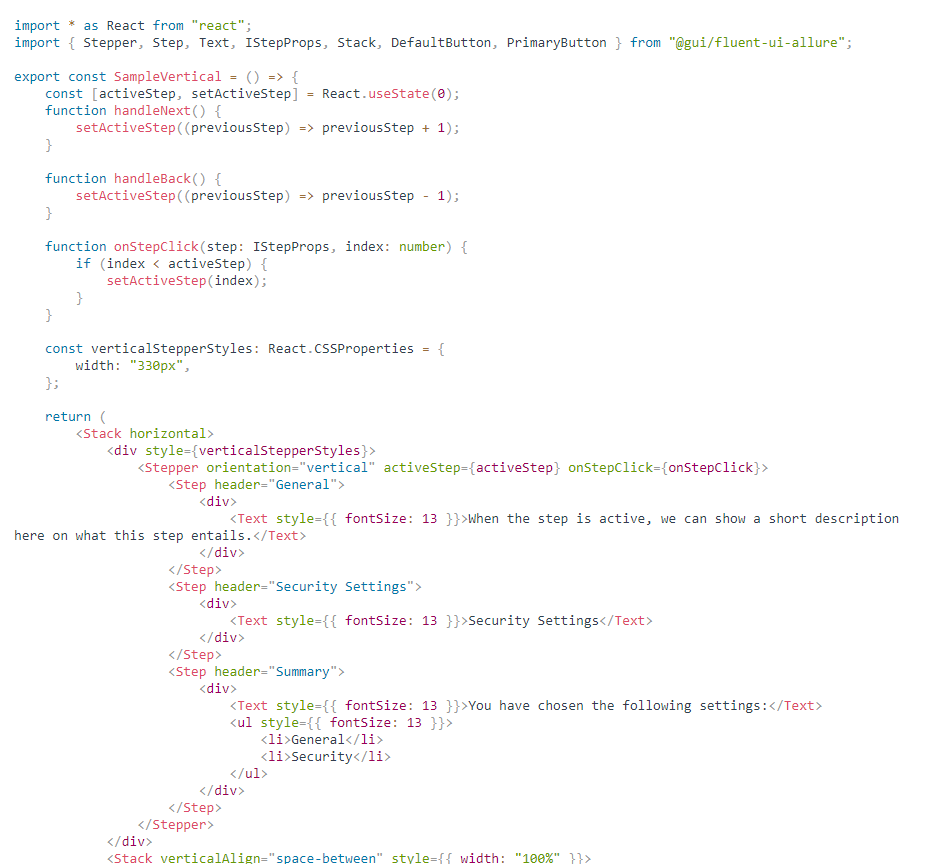 import * as React from "react";
import { Stepper, Step, Text, IStepProps, Stack, DefaultButton, PrimaryButton } from "@gui/fluent-ui-allure";

export const SampleVertical = () => {
    const [activeStep, setActiveStep] = React.useState(0);
    function handleNext() {
        setActiveStep((previousStep) => previousStep + 1);
    }

    function handleBack() {
        setActiveStep((previousStep) => previousStep - 1);
    }

    function onStepClick(step: IStepProps, index: number) {
        if (index < activeStep) {
            setActiveStep(index);
        }
    }

    const verticalStepperStyles: React.CSSProperties = {
        width: "330px",
    };

    return (
        <Stack horizontal>
            <div style={verticalStepperStyles}>
                <Stepper orientation="vertical" activeStep={activeStep} onStepClick={onStepClick}>
                    <Step header="General">
                        <div>
                            <Text style={{ fontSize: 13 }}>When the step is active, we can show a short description
here on what this step entails.</Text>
                        </div>
                    </Step>
                    <Step header="Security Settings">
                        <div>
                            <Text style={{ fontSize: 13 }}>Security Settings</Text>
                        </div>
                    </Step>
                    <Step header="Summary">
                        <div>
                            <Text style={{ fontSize: 13 }}>You have chosen the following settings:</Text>
                            <ul style={{ fontSize: 13 }}>
                                <li>General</li>
                                <li>Security</li>
                            </ul>
                        </div>
                    </Step>
                </Stepper>
            </div>
            <Stack verticalAlign="space-between" style={{ width: "100%" }}>